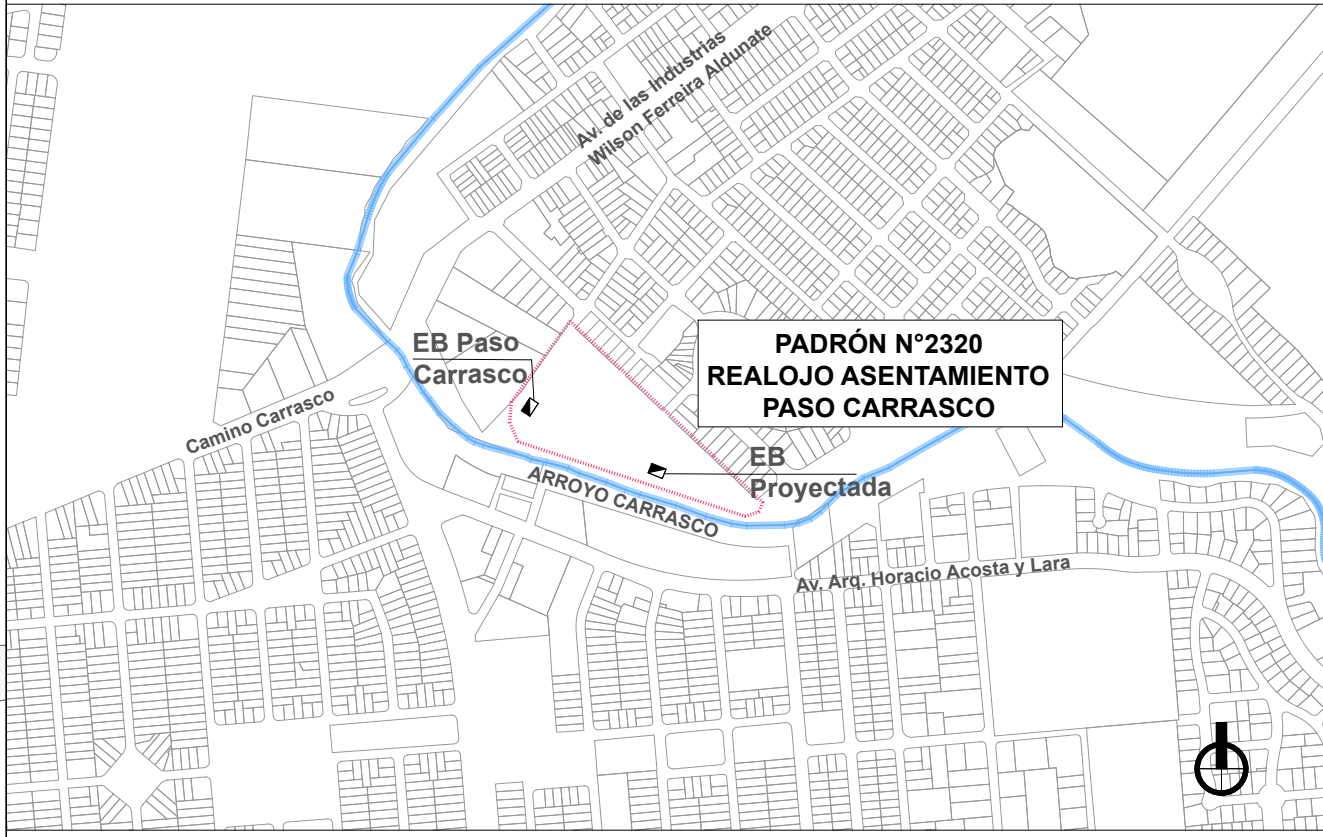 Av. de las Industrias
Wilson Ferreira Aldunate
EB Paso
Carrasco
PADRÓN N°2320
REALOJO ASENTAMIENTO
PASO CARRASCO
Camino Carrasco
EB
Proyectada
ARROYO CARRASCO
Av. Arq. Horacio Acosta y Lara